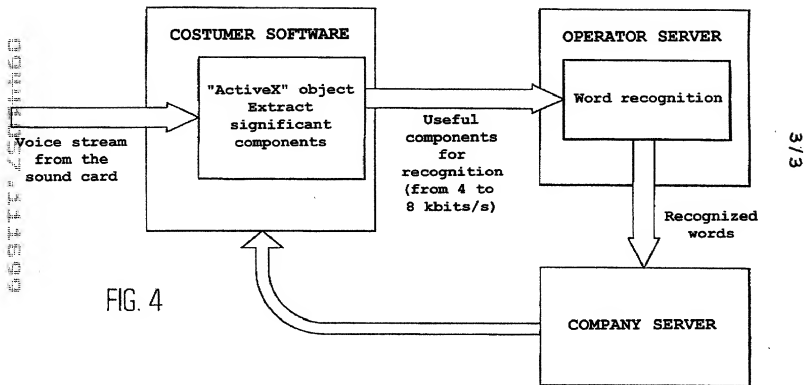 COSTUMER SOFTWARE
"ActiveX" object
Extract
significant
components
Voice stream
from the
sound card
Useful
components
for
recognition
(from 4 to
8 kbits/s)
OPERATOR SERVER
Word recognition
Recognized
words
COMPANY SERVER
FIG. 4
3/3